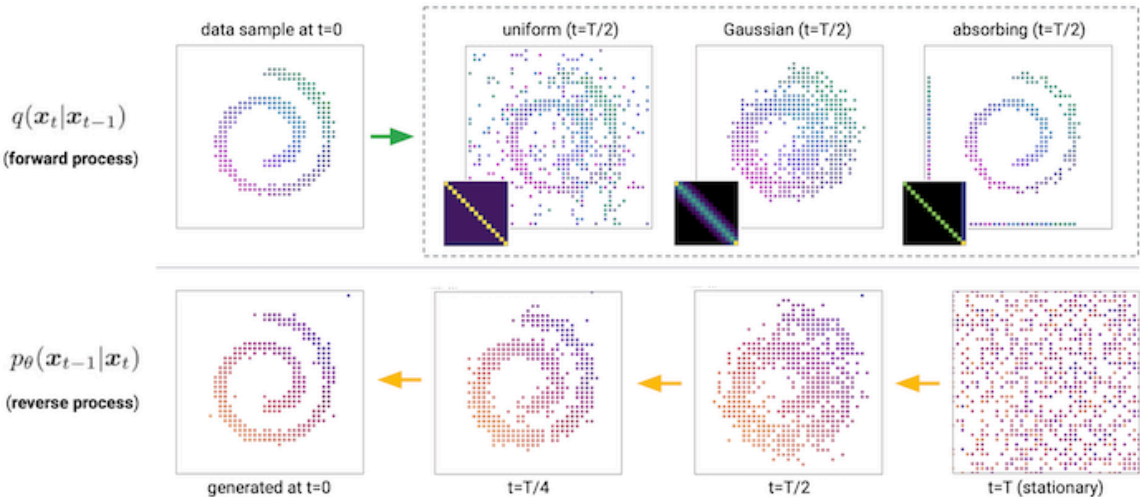 data sample at t=0
uniform (t=T/2)
Gaussian (t=T/2)
absorbing (t=T/2)
q(x_t|x_{t−1})
(forward process)
p_θ(x_{t−1}|x_t)
(reverse process)
generated at t=0
t=T/4
t=T/2
t=T (stationary)